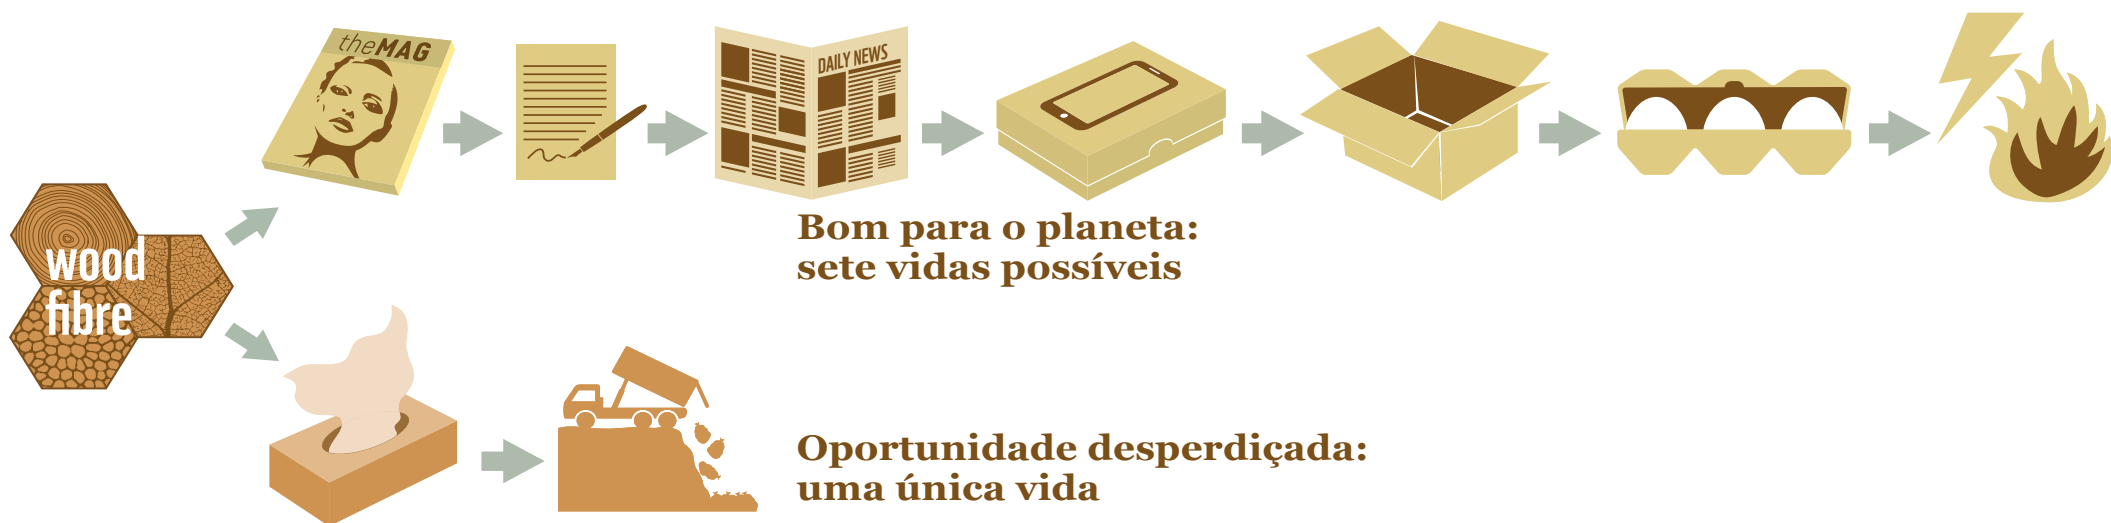 theMAG
DAILY NEWS
wood
fibre
Bom para o planeta:
sete vidas possíveis
Oportunidade desperdiçada:
uma única vida